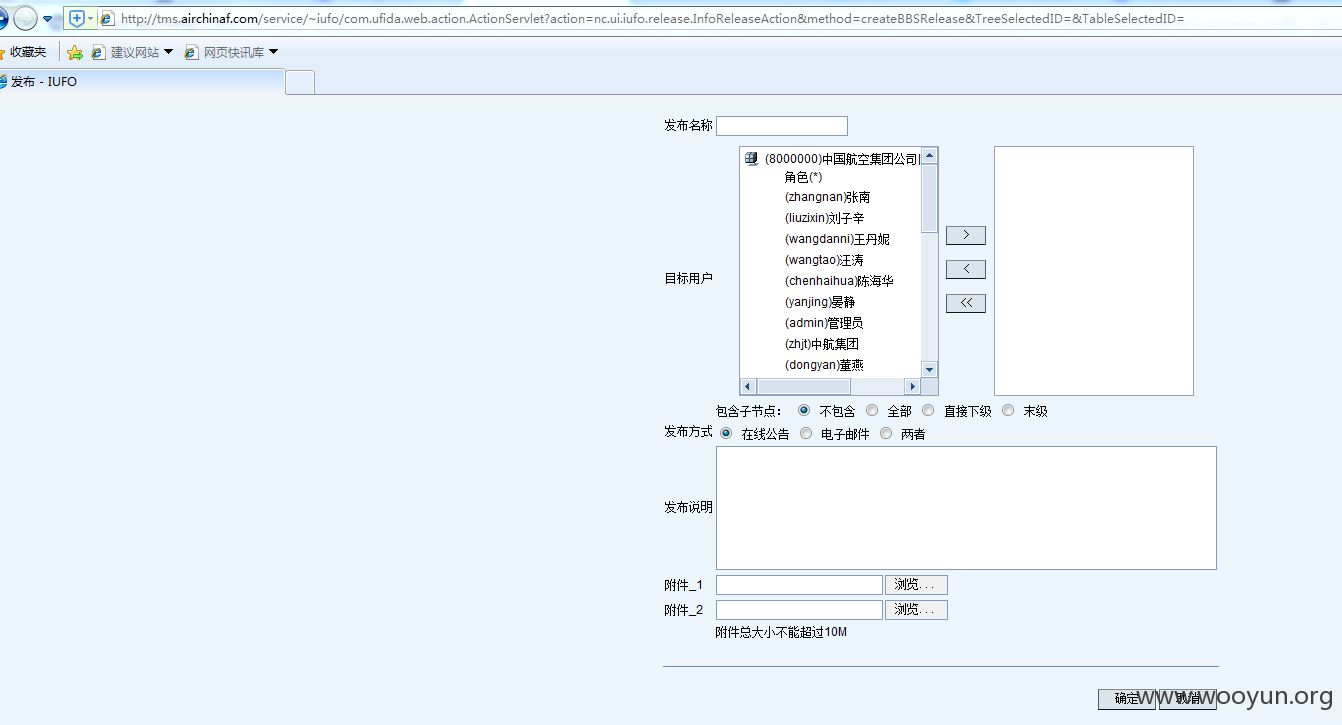 http://tms.airchinaf.com/service/~iufo/com.ufida.web.action.ActionServlet?action=nc.ui.iufo.release.InfoReleaseAction&method=createBBSRelease&TreeSelectedID=&TableSelectedID=
收藏夹 建议网站 网页快讯库
发布 - IUFO
发布名称
(8000000)中国航空集团公司
角色(*)
(zhangnan)张南
(liuzixin)刘子辛
(wangdanni)王丹妮
(wangtao)汪涛
(chenhaihua)陈海华
(yanjing)晏静
(admin)管理员
(zhjt)中航集团
(dongyan)董燕
目标用户
>
<
<<
包含子节点: 不包含 全部 直接下级 末级
发布方式 在线公告 电子邮件 两者
发布说明
附件_1 浏览...
附件_2 浏览...
附件总大小不能超过10M
确定 取消
www.wooyun.org